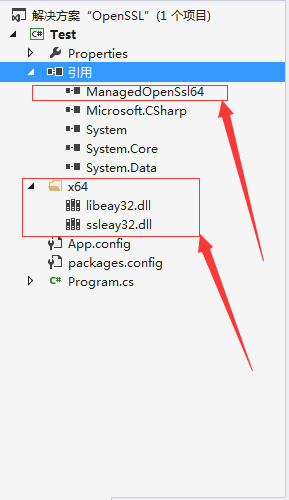 解决方案“OpenSSL”(1 个项目)
Test
Properties
引用
ManagedOpenSsl64
Microsoft.CSharp
System
System.Core
System.Data
x64
libeay32.dll
ssleay32.dll
App.config
packages.config
Program.cs